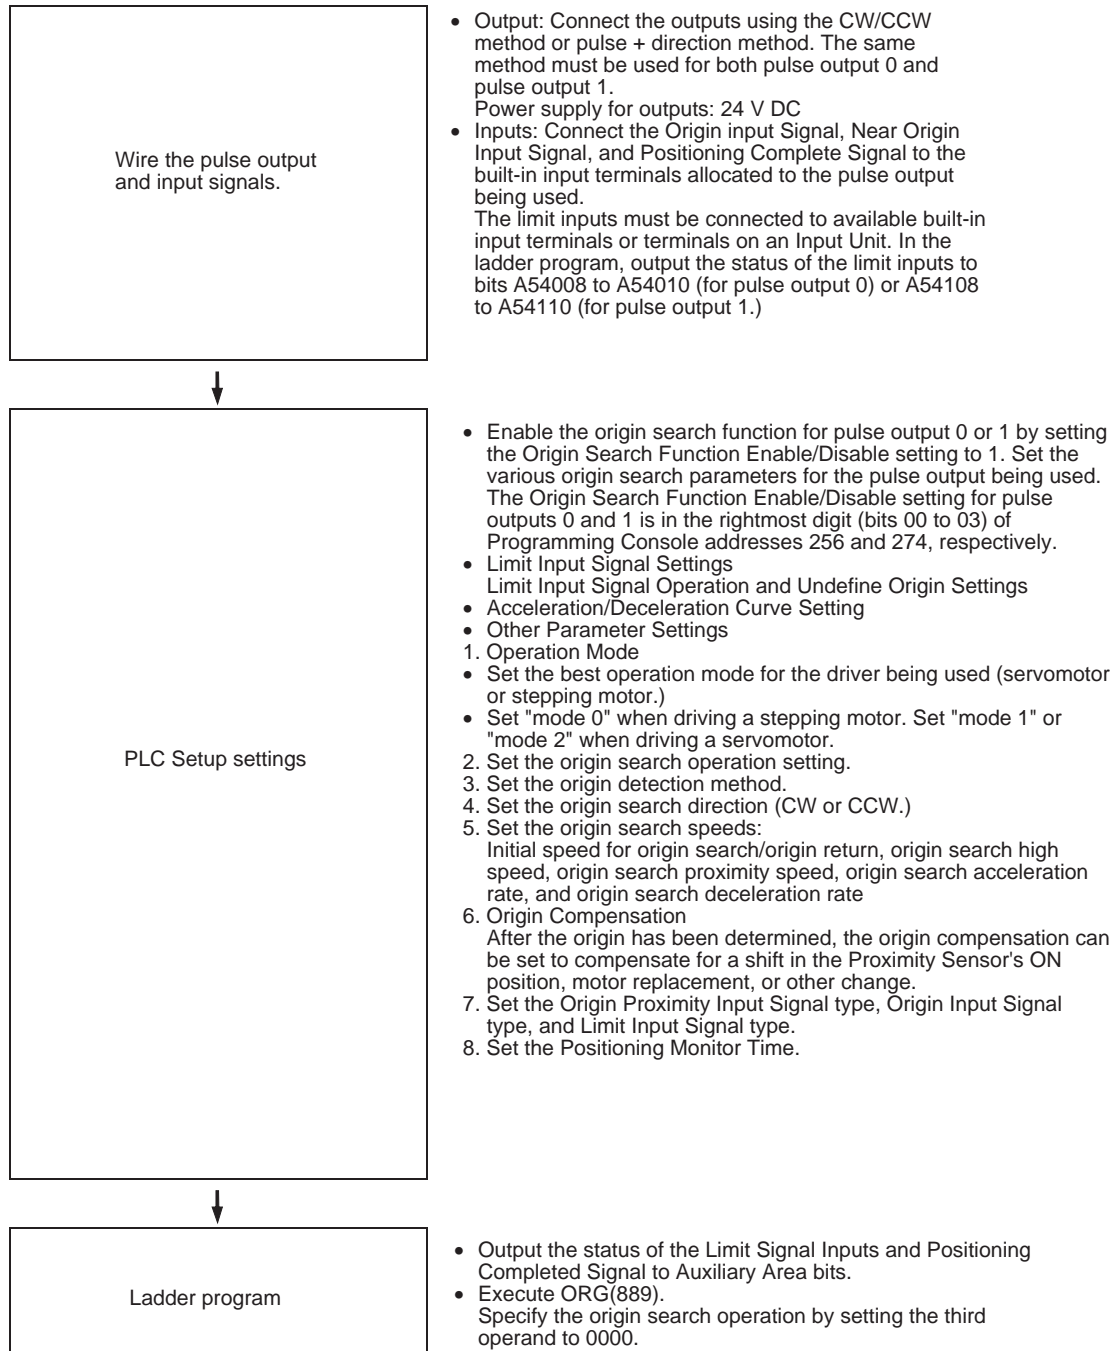 Wire the pulse output
and input signals.
• Output: Connect the outputs using the CW/CCW
method or pulse + direction method. The same
method must be used for both pulse output 0 and
pulse output 1.
Power supply for outputs: 24 V DC
• Inputs: Connect the Origin input Signal, Near Origin
Input Signal, and Positioning Complete Signal to the
built-in input terminals allocated to the pulse output
being used.
The limit inputs must be connected to available built-in
input terminals or terminals on an Input Unit. In the
ladder program, output the status of the limit inputs to
bits A54008 to A54010 (for pulse output 0) or A54108
to A54110 (for pulse output 1.)
PLC Setup settings
• Enable the origin search function for pulse output 0 or 1 by setting
the Origin Search Function Enable/Disable setting to 1. Set the
various origin search parameters for the pulse output being used.
The Origin Search Function Enable/Disable setting for pulse
outputs 0 and 1 is in the rightmost digit (bits 00 to 03) of
Programming Console addresses 256 and 274, respectively.
• Limit Input Signal Settings
Limit Input Signal Operation and Undefine Origin Settings
• Acceleration/Deceleration Curve Setting
• Other Parameter Settings
1. Operation Mode
• Set the best operation mode for the driver being used (servomotor
or stepping motor.)
• Set "mode 0" when driving a stepping motor. Set "mode 1" or
"mode 2" when driving a servomotor.
2. Set the origin search operation setting.
3. Set the origin detection method.
4. Set the origin search direction (CW or CCW.)
5. Set the origin search speeds:
Initial speed for origin search/origin return, origin search high
speed, origin search proximity speed, origin search acceleration
rate, and origin search deceleration rate
6. Origin Compensation
After the origin has been determined, the origin compensation can
be set to compensate for a shift in the Proximity Sensor's ON
position, motor replacement, or other change.
7. Set the Origin Proximity Input Signal type, Origin Input Signal
type, and Limit Input Signal type.
8. Set the Positioning Monitor Time.
Ladder program
• Output the status of the Limit Signal Inputs and Positioning
Completed Signal to Auxiliary Area bits.
• Execute ORG(889).
Specify the origin search operation by setting the third
operand to 0000.